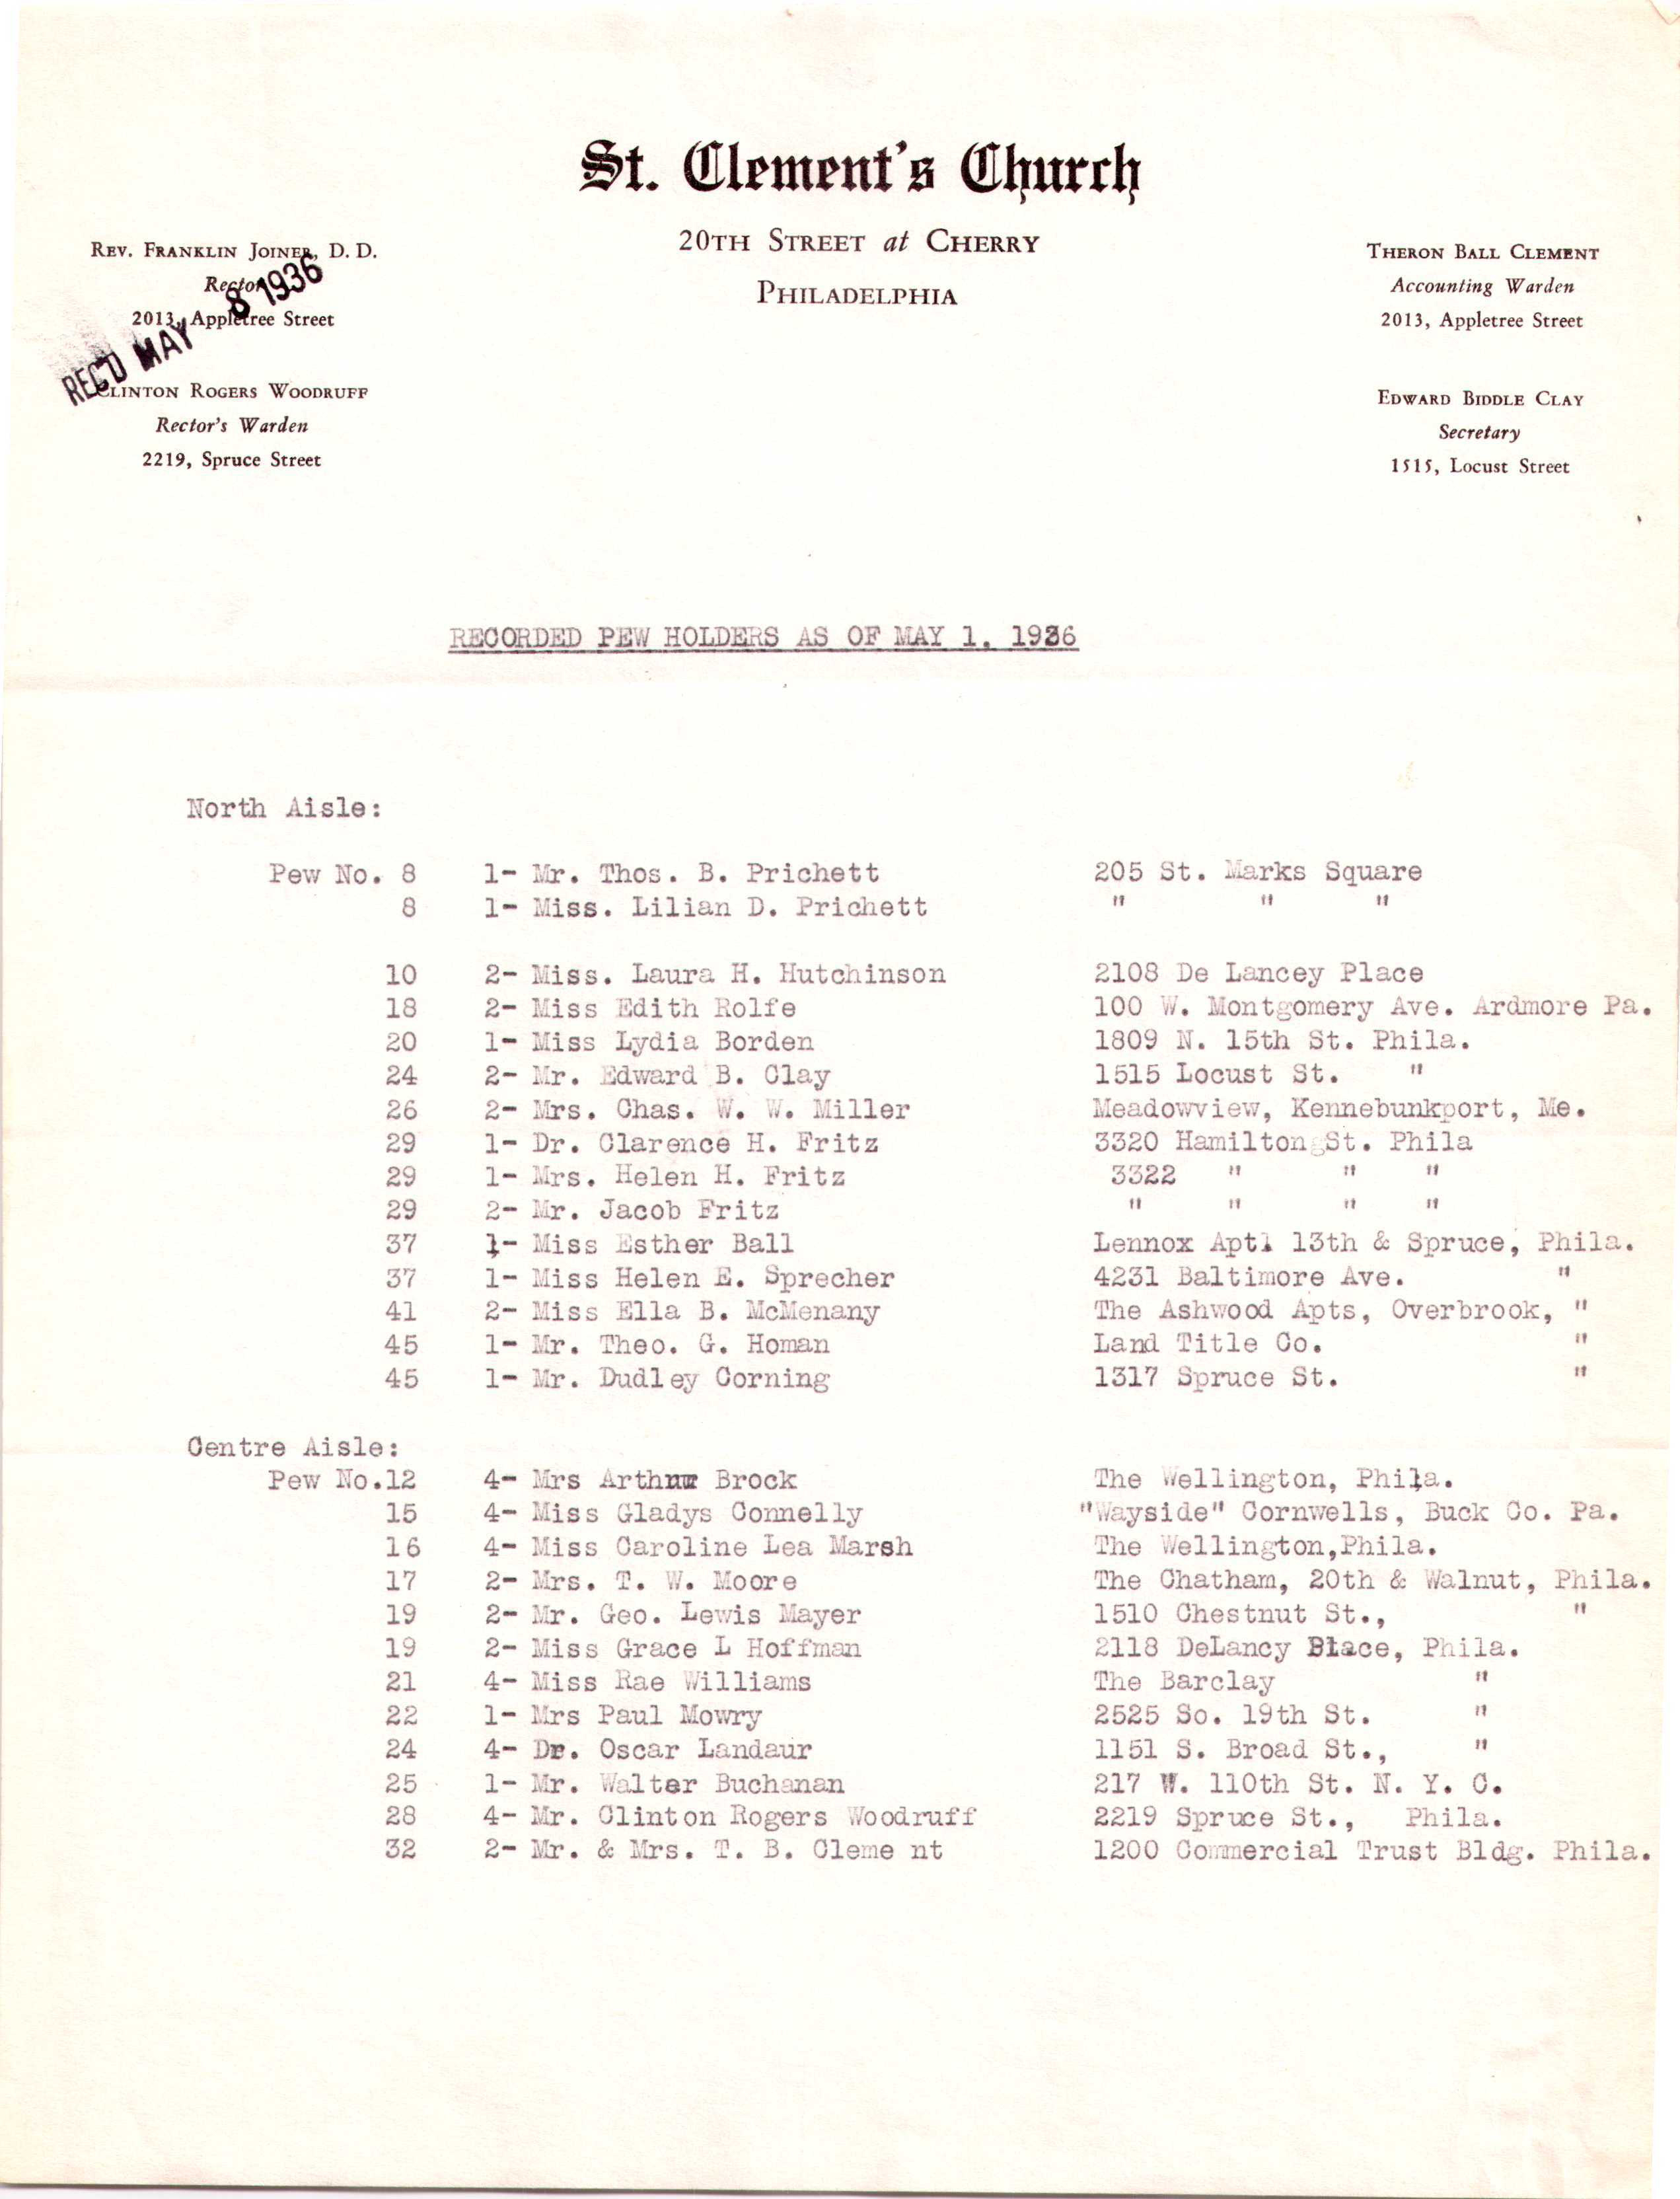 St. Clement's Church
20TH STREET at CHERRY
PHILADELPHIA
REV. FRANKLIN JOINER, D. D.
Rector
2013, Appletree Street
REC'D MAY 8 1936
CLINTON ROGERS WOODRUFF
Rector's Warden
2219, Spruce Street
THERON BALL CLEMENT
Accounting Warden
2013, Appletree Street
EDWARD BIDDLE CLAY
Secretary
1515, Locust Street
RECORDED PEW HOLDERS AS OF MAY 1, 1936
North Aisle:
Pew No. 8 1- Mr. Thos. B. Prichett 205 St. Marks Square
8 1- Miss. Lilian D. Prichett " " "
10 2- Miss. Laura H. Hutchinson 2108 De Lancey Place
18 2- Miss Edith Rolfe 100 W. Montgomery Ave. Ardmore Pa.
20 1- Miss Lydia Borden 1809 N. 15th St. Phila.
24 2- Mr. Edward B. Clay 1515 Locust St. "
26 2- Mrs. Chas. W. W. Miller Meadowview, Kennebunkport, Me.
29 1- Dr. Clarence H. Fritz 3320 Hamilton St. Phila
29 1- Mrs. Helen H. Fritz 3322 " " "
29 2- Mr. Jacob Fritz " " " "
37 1- Miss Esther Ball Lennox Apt1 13th & Spruce, Phila.
37 1- Miss Helen E. Sprecher 4231 Baltimore Ave. "
41 2- Miss Ella B. McMenany The Ashwood Apts, Overbrook, "
45 1- Mr. Theo. G. Homan Land Title Co. "
45 1- Mr. Dudley Corning 1317 Spruce St. "
Centre Aisle:
Pew No.12 4- Mrs Arthur Brock The Wellington, Phila.
15 4- Miss Gladys Connelly "Wayside" Cornwells, Buck Co. Pa.
16 4- Miss Caroline Lea Marsh The Wellington,Phila.
17 2- Mrs. T. W. Moore The Chatham, 20th & Walnut, Phila.
19 2- Mr. Geo. Lewis Mayer 1510 Chestnut St., "
19 2- Miss Grace L Hoffman 2118 DeLancy Place, Phila.
21 4- Miss Rae Williams The Barclay "
22 1- Mrs Paul Mowry 2525 So. 19th St. "
24 4- Dr. Oscar Landaur 1151 S. Broad St., "
25 1- Mr. Walter Buchanan 217 W. 110th St. N. Y. C.
28 4- Mr. Clinton Rogers Woodruff 2219 Spruce St., Phila.
32 2- Mr. & Mrs. T. B. Cleme nt 1200 Commercial Trust Bldg. Phila.